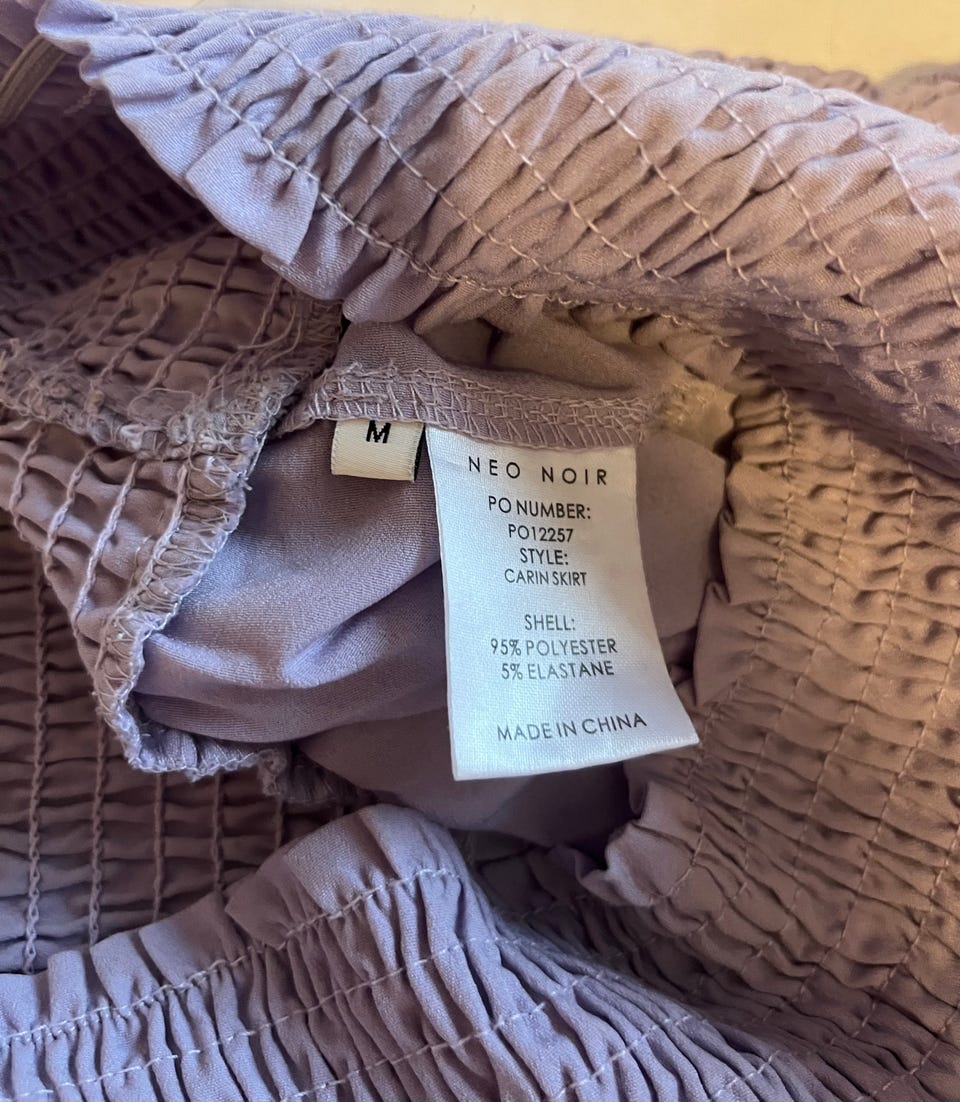 M
NEO NOIR
PO NUMBER:
PO12257
STYLE:
CARIN SKIRT
SHELL:
95% POLYESTER
5% ELASTANE
MADE IN CHINA